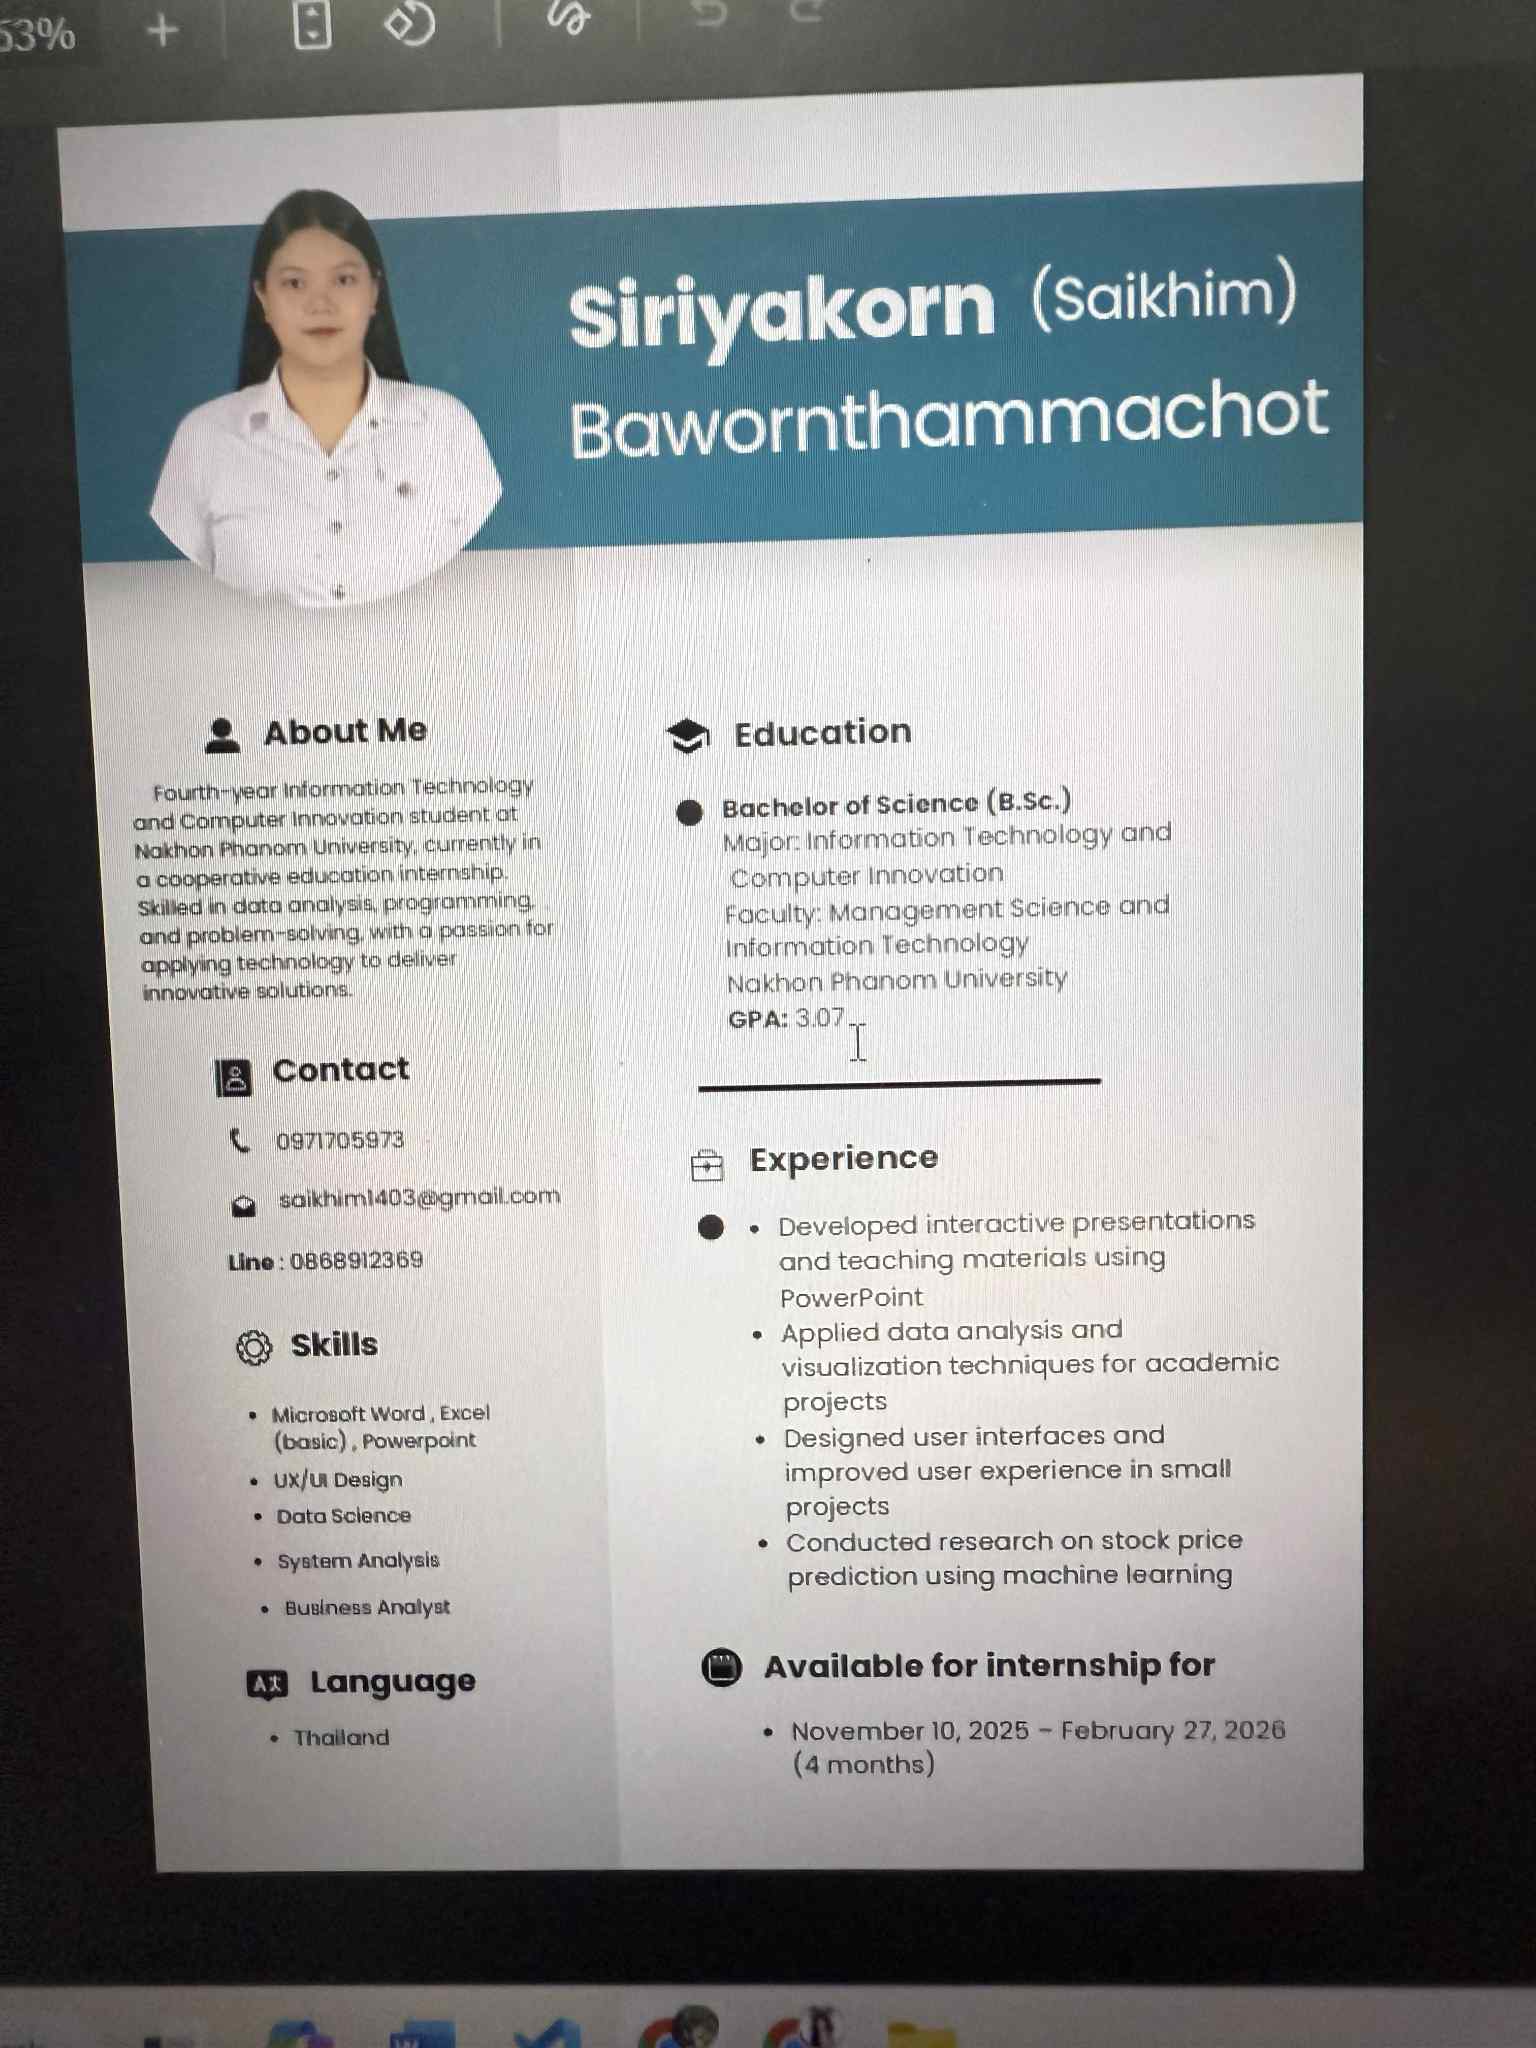 53%
Siriyakorn (Saikhim)
Bawornthammachot
About Me
Fourth-year Information Technology
and Computer Innovation student at
Nakhon Phanom University, currently in
a cooperative education internship.
Skilled in data analysis, programming,
and problem-solving, with a passion for
applying technology to deliver
innovative solutions.
Contact
0971705973
saikhim1403@gmail.com
Line : 0868912369
Skills
• Microsoft Word , Excel
(basic) , Powerpoint
• UX/UI Design
• Data Science
• System Analysis
• Business Analyst
Language
• Thailand
Education
Bachelor of Science (B.Sc.)
Major: Information Technology and
Computer Innovation
Faculty: Management Science and
Information Technology
Nakhon Phanom University
GPA: 3.07
Experience
• Developed interactive presentations
and teaching materials using
PowerPoint
• Applied data analysis and
visualization techniques for academic
projects
• Designed user interfaces and
improved user experience in small
projects
• Conducted research on stock price
prediction using machine learning
Available for internship for
• November 10, 2025 – February 27, 2026
(4 months)